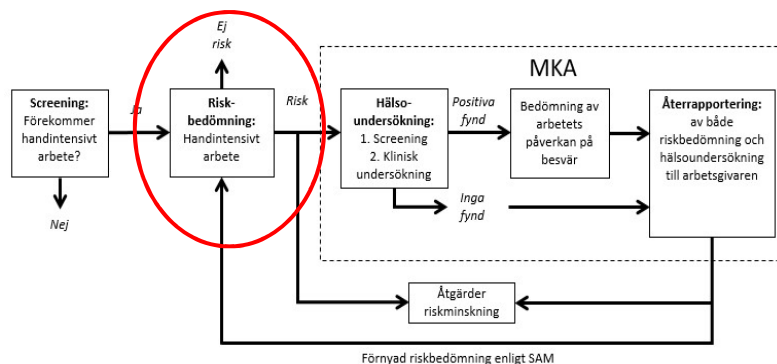 Screening:
Förekommer
handintensivt
arbete?
Ja
Nej
Ej
risk
Risk-
bedömning:
Handintensivt
arbete
Risk
MKA
Hälso-
undersökning:
1. Screening
2. Klinisk
undersökning
Positiva
fynd
Inga
fynd
Bedömning av
arbetets
påverkan på
besvär
Återrapportering:
av både
riskbedömning och
hälsoundersökning
till arbetsgivaren
Åtgärder
riskminskning
Förnyad riskbedömning enligt SAM